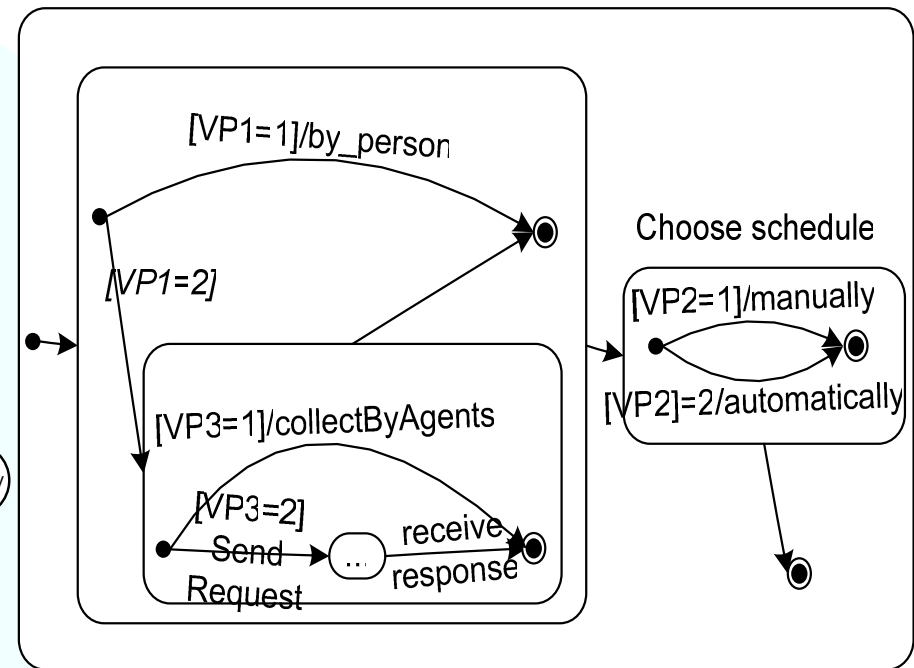 [VP1=1]/by_person
Choose schedule
[VP1=2]
[VP2=1]/manually
[VP2]=2/automatically
[VP3=1]/collectByAgents
[VP3=2]
Send
Request
...
receive
response